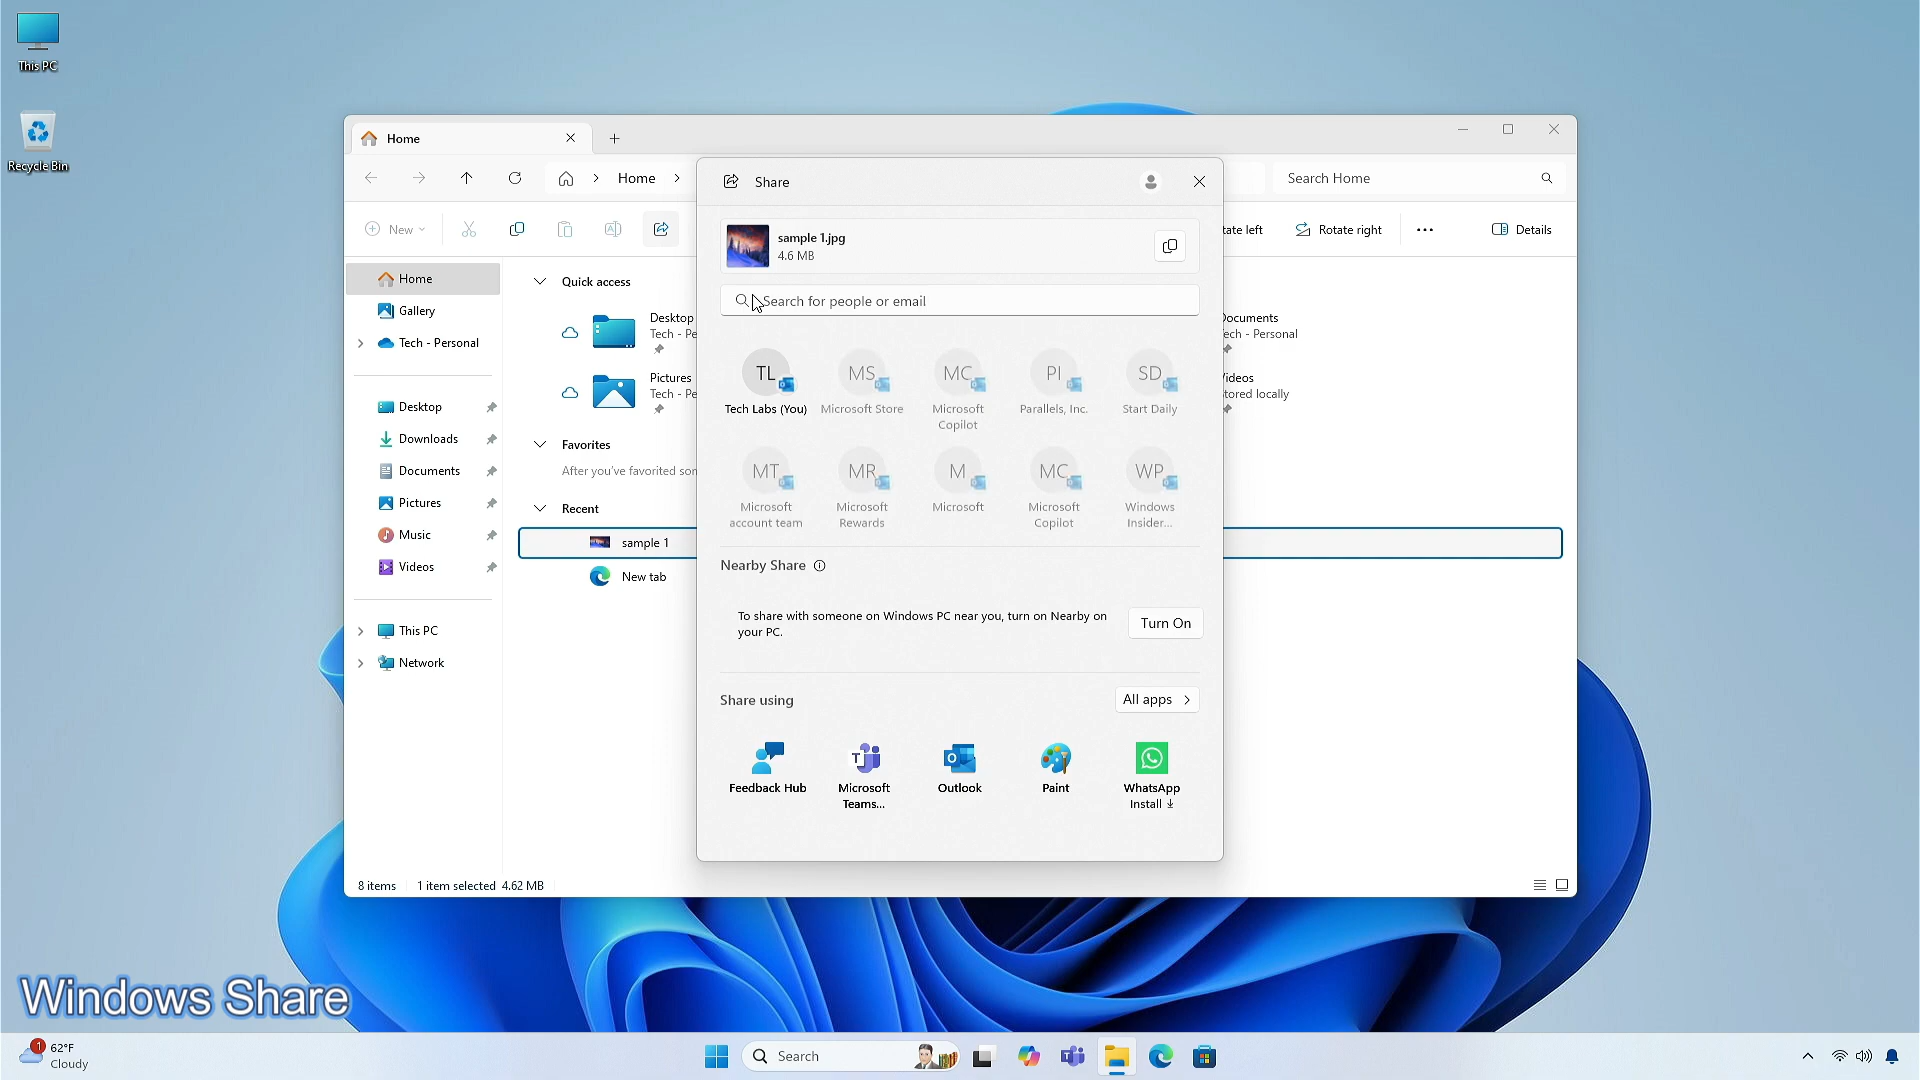 This PC
Recycle Bin
Home
Home
Search Home
New
Share
sample 1.jpg
4.6 MB
Search for people or email
tate left
Rotate right
Details
Home
Gallery
Tech - Personal
Desktop
Downloads
Documents
Pictures
Music
Videos
This PC
Network
Quick access
Desktop
Tech - Pe
Pictures
Tech - Pe
Documents
Tech - Personal
Videos
Stored locally
Favorites
After you've favorited son
Recent
sample 1
New tab
TL
Tech Labs (You)
MS
Microsoft Store
MC
Microsoft
Copilot
PI
Parallels, Inc.
SD
Start Daily
MT
Microsoft
account team
MR
Microsoft
Rewards
M
Microsoft
MC
Microsoft
Copilot
WP
Windows
Insider...
Nearby Share
To share with someone on Windows PC near you, turn on Nearby on
your PC.
Turn On
Share using
All apps
Feedback Hub
Microsoft
Teams...
Outlook
Paint
WhatsApp
Install
8 items
1 item selected 4.62 MB
Windows Share
1
62°F
Cloudy
Search